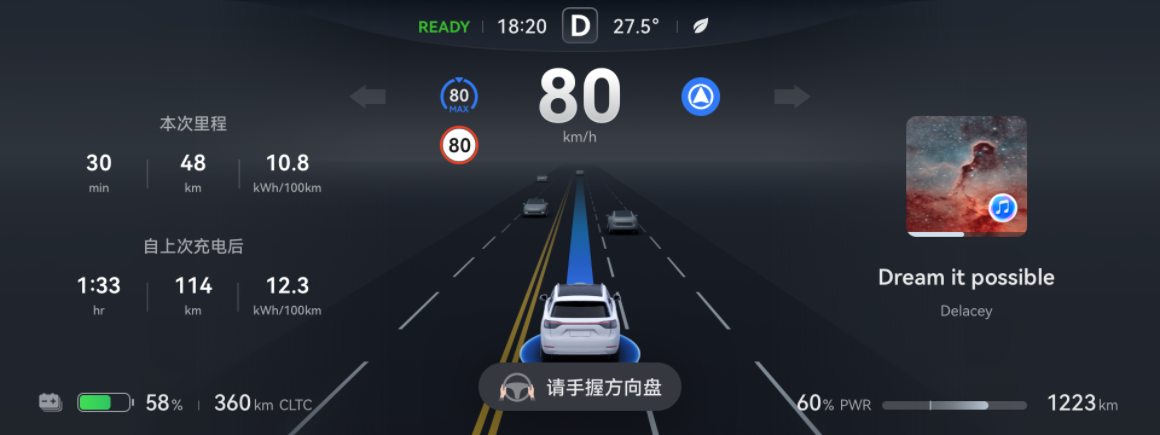 READY 18:20 D 27.5°
80 MAX
80
km/h
80
本次里程
30 48 10.8
min km kWh/100km
自上次充电后
1:33 114 12.3
hr km kWh/100km
Dream it possible
Delacey
请手握方向盘
58% 360 km CLTC
60% PWR 1223 km